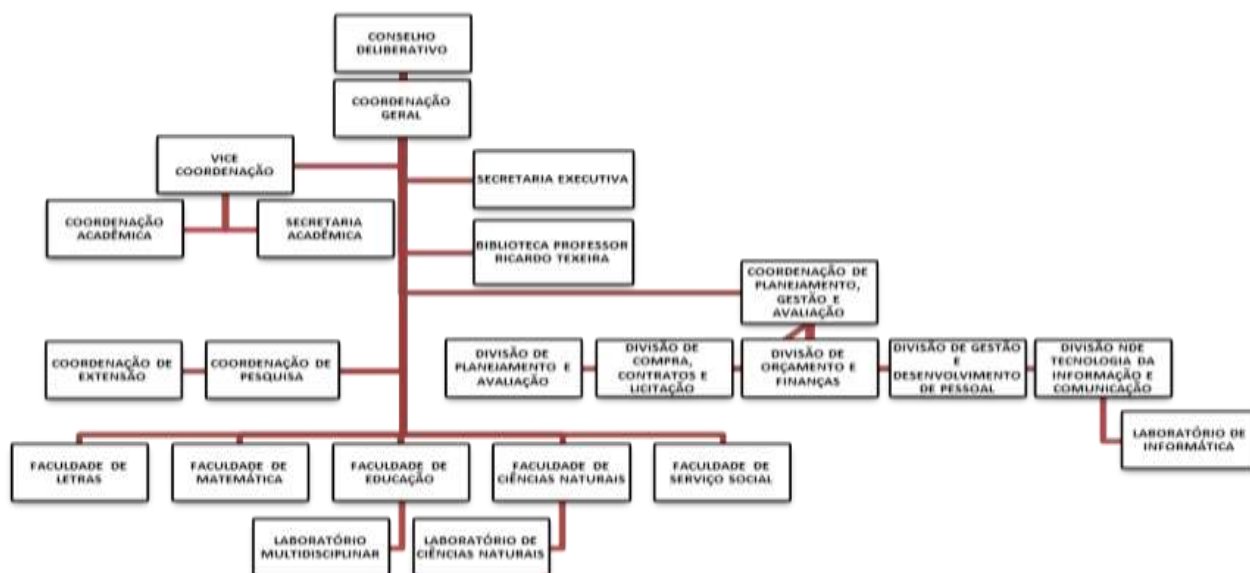 CONSELHO
DELIBERATIVO
COORDENAÇÃO
GERAL
VICE
COORDENAÇÃO
SECRETARIA EXECUTIVA
COORDENAÇÃO
ACADÊMICA
SECRETARIA
ACADÊMICA
BIBLIOTECA PROFESSOR
RICARDO TEXEIRA
COORDENAÇÃO DE
PLANEJAMENTO,
GESTÃO E
AVALIAÇÃO
COORDENAÇÃO DE
EXTENSÃO
COORDENAÇÃO DE
PESQUISA
DIVISÃO DE
PLANEJAMENTO E
AVALIAÇÃO
DIVISÃO DE
COMPRA,
CONTRATOS E
LICITAÇÃO
DIVISÃO DE
ORÇAMENTO E
FINANÇAS
DIVISÃO DE GESTÃO
E
DESENVOLVIMENTO
DE PESSOAL
DIVISÃO NDE
TECNOLOGIA DA
INFORMAÇÃO E
COMUNICAÇÃO
LABORATÓRIO DE
INFORMÁTICA
FACULDADE DE
LETRAS
FACULDADE DE
MATEMÁTICA
FACULDADE DE
EDUCAÇÃO
FACULDADE DE
CIÊNCIAS NATURAIS
FACULDADE DE
SERVIÇO SOCIAL
LABORATÓRIO
MULTIDISCIPLINAR
LABORATÓRIO DE
CIÊNCIAS NATURAIS